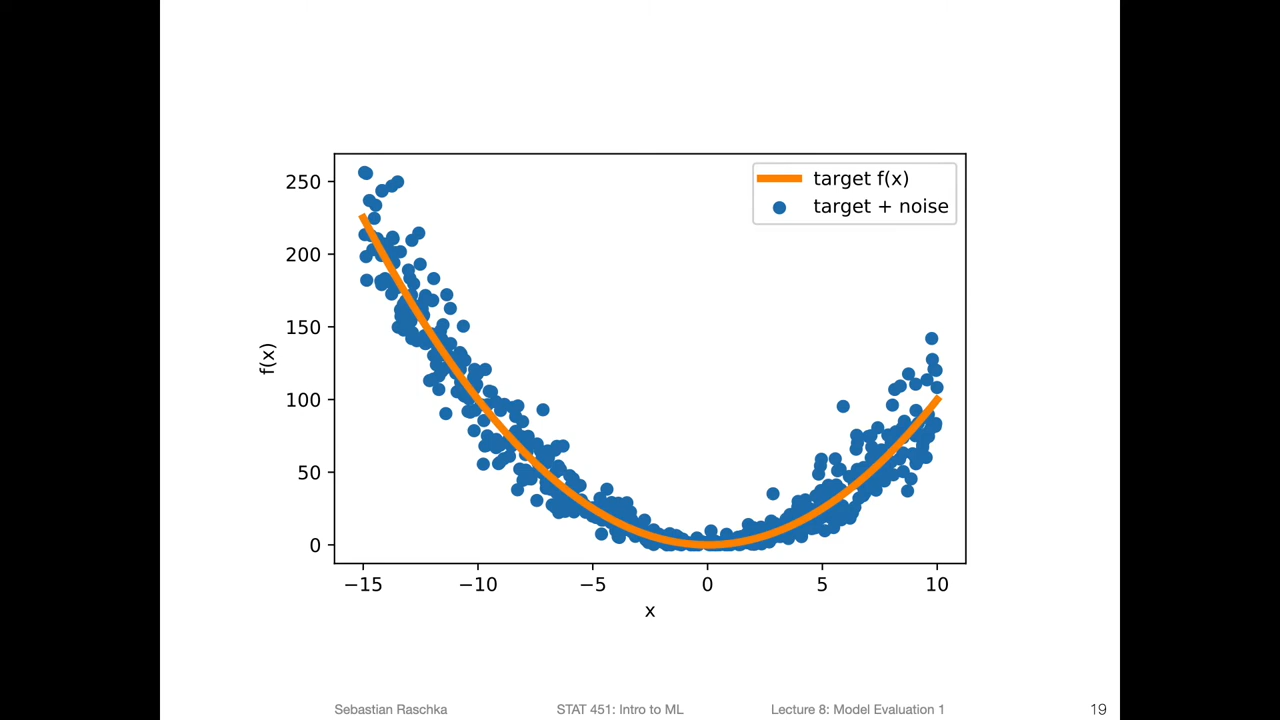 target f(x)
target + noise
250
200
150
100
50
0
f(x)
−15 −10 −5 0 5 10
x
Sebastian Raschka STAT 451: Intro to ML Lecture 8: Model Evaluation 1 19